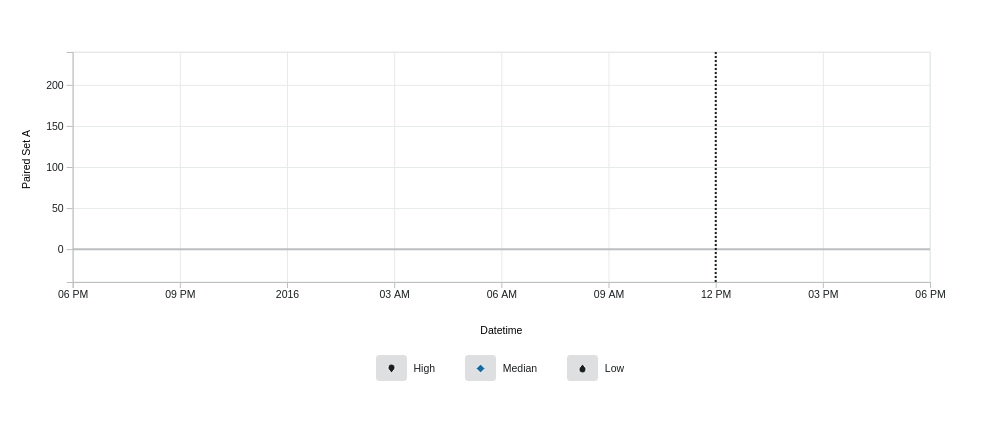 200
150
100
50
0
Paired Set A
06 PM 09 PM 2016 03 AM 06 AM 09 AM 12 PM 03 PM 06 PM
Datetime
High Median Low